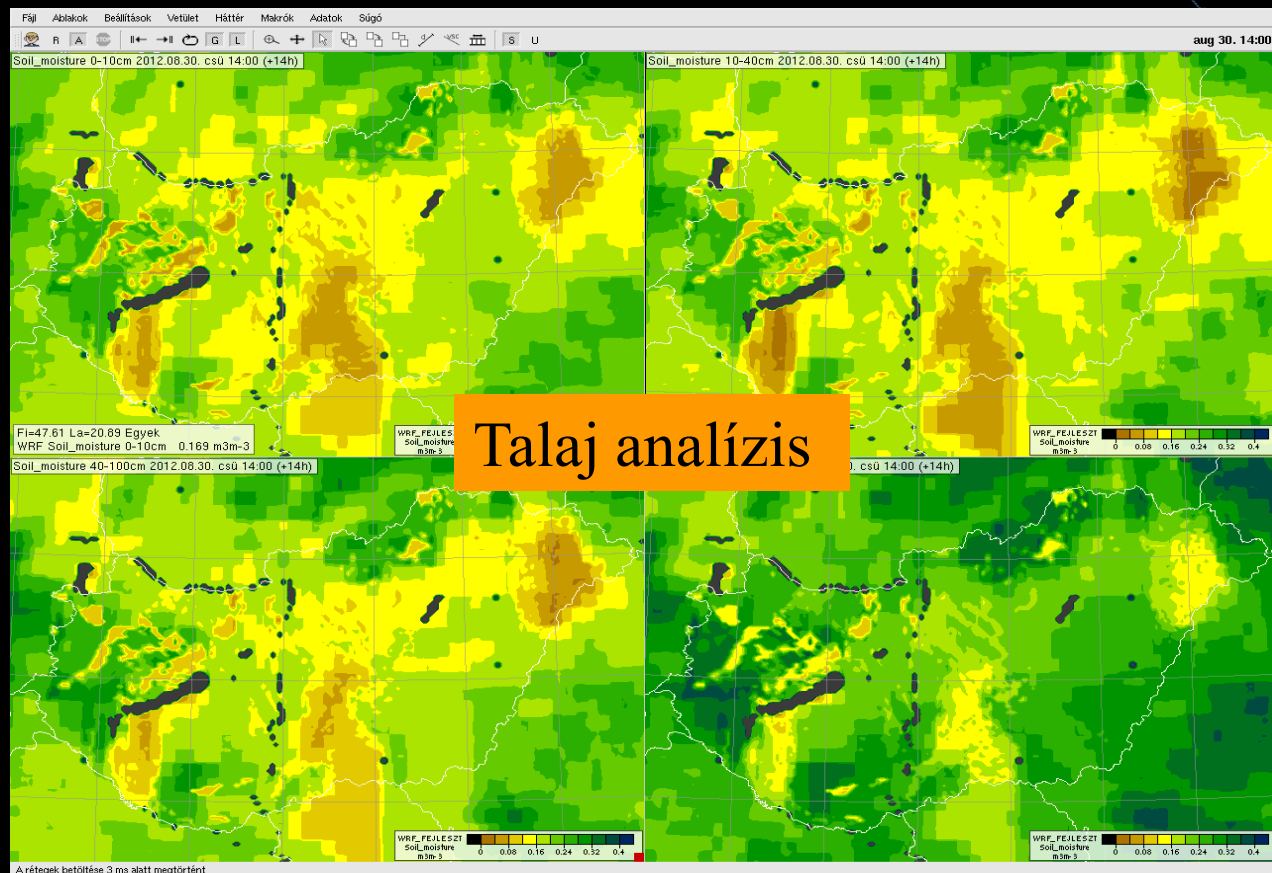 Fájl Ablakok Beállítások Vetület Háttér Makrók Adatok Súgó
R A STOP G L VSC S U aug 30. 14:00
Soil_moisture 0-10cm 2012.08.30. csü 14:00 (+14h)
Soil_moisture 10-40cm 2012.08.30. csü 14:00 (+14h)
Fi=47.61 La=20.89 Egyek
WRF Soil_moisture 0-10cm 0.169 m3m-3
WRF_FEJLESZT
Soil_moisture
m3m-3
Talaj analízis
WRF_FEJLESZT
Soil_moisture
m3m-3
0 0.08 0.16 0.24 0.32 0.4
Soil_moisture 40-100cm 2012.08.30. csü 14:00 (+14h)
0. csü 14:00 (+14h)
WRF_FEJLESZT
Soil_moisture
m3m-3
0 0.08 0.16 0.24 0.32 0.4
WRF_FEJLESZT
Soil_moisture
m3m-3
0 0.08 0.16 0.24 0.32 0.4
A rétegek betöltése 3 ms alatt megtörtént